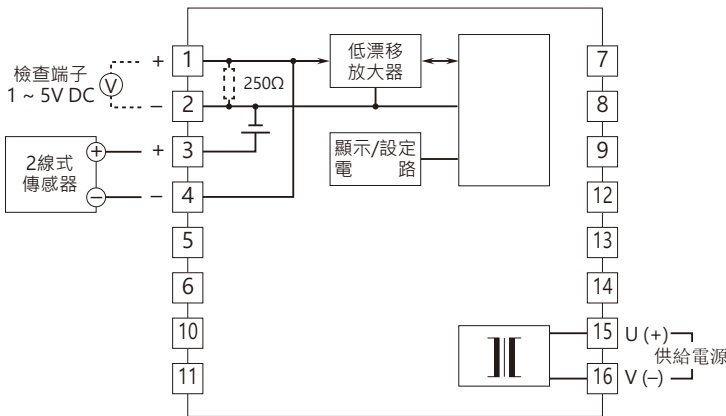 檢查端子
1 ~ 5V DC
V
+
–
1
2
250Ω
低漂移
放大器
2線式
傳感器
+
–
+
–
3
4
顯示/設定
電 路
5
6
10
11
7
8
9
12
13
14
15
16
U (+)
V (–)
供給電源